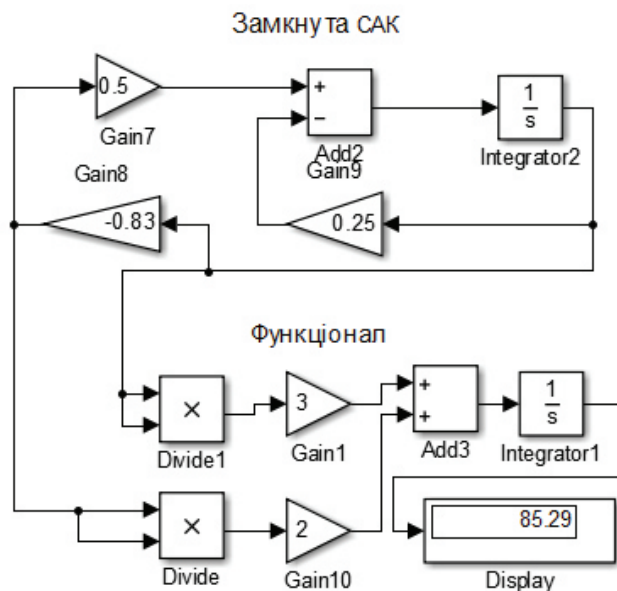 Замкнута САК
0.5
Gain7
+
−
Add2
1
s
Integrator2
Gain8
-0.83
Gain9
0.25
Функціонал
×
Divide1
3
Gain1
+
+
Add3
1
s
Integrator1
×
Divide
2
Gain10
85.29
Display